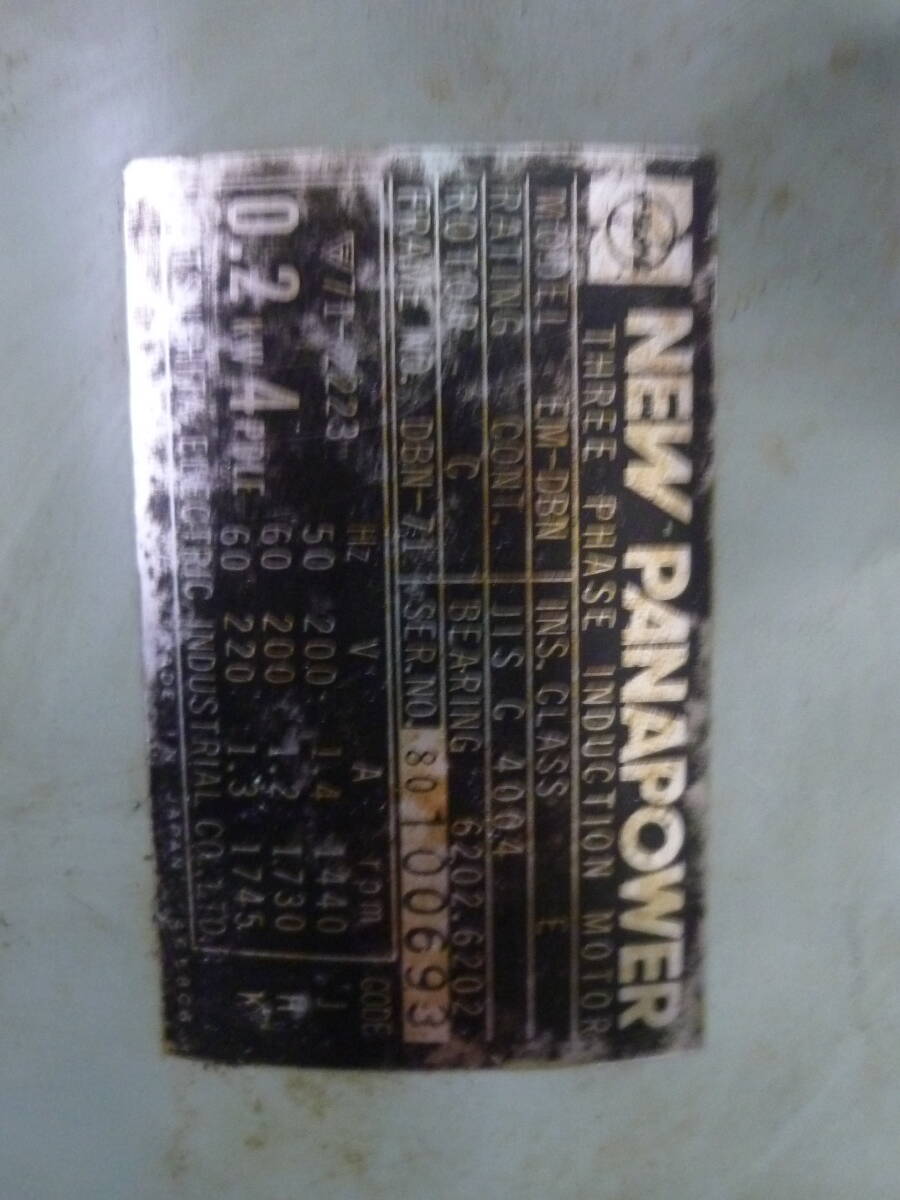 NEW PANAPOWER
THREE PHASE INDUCTION MOTOR
MODEL EM-DBN INS. CLASS E
RATING CONT. JIS C 4004
ROTOR C BEARING 6202.6202
FRAME NO. DBN-71 SER.NO. 80100693
Hz V A rpm CODE
50 200 1.4 1440 J
0.2 KW 4 POLE 60 200 1.2 1730
60 220 1.3 1745 K
ELECTRIC INDUSTRIAL CO.,LTD.
MADE IN JAPAN